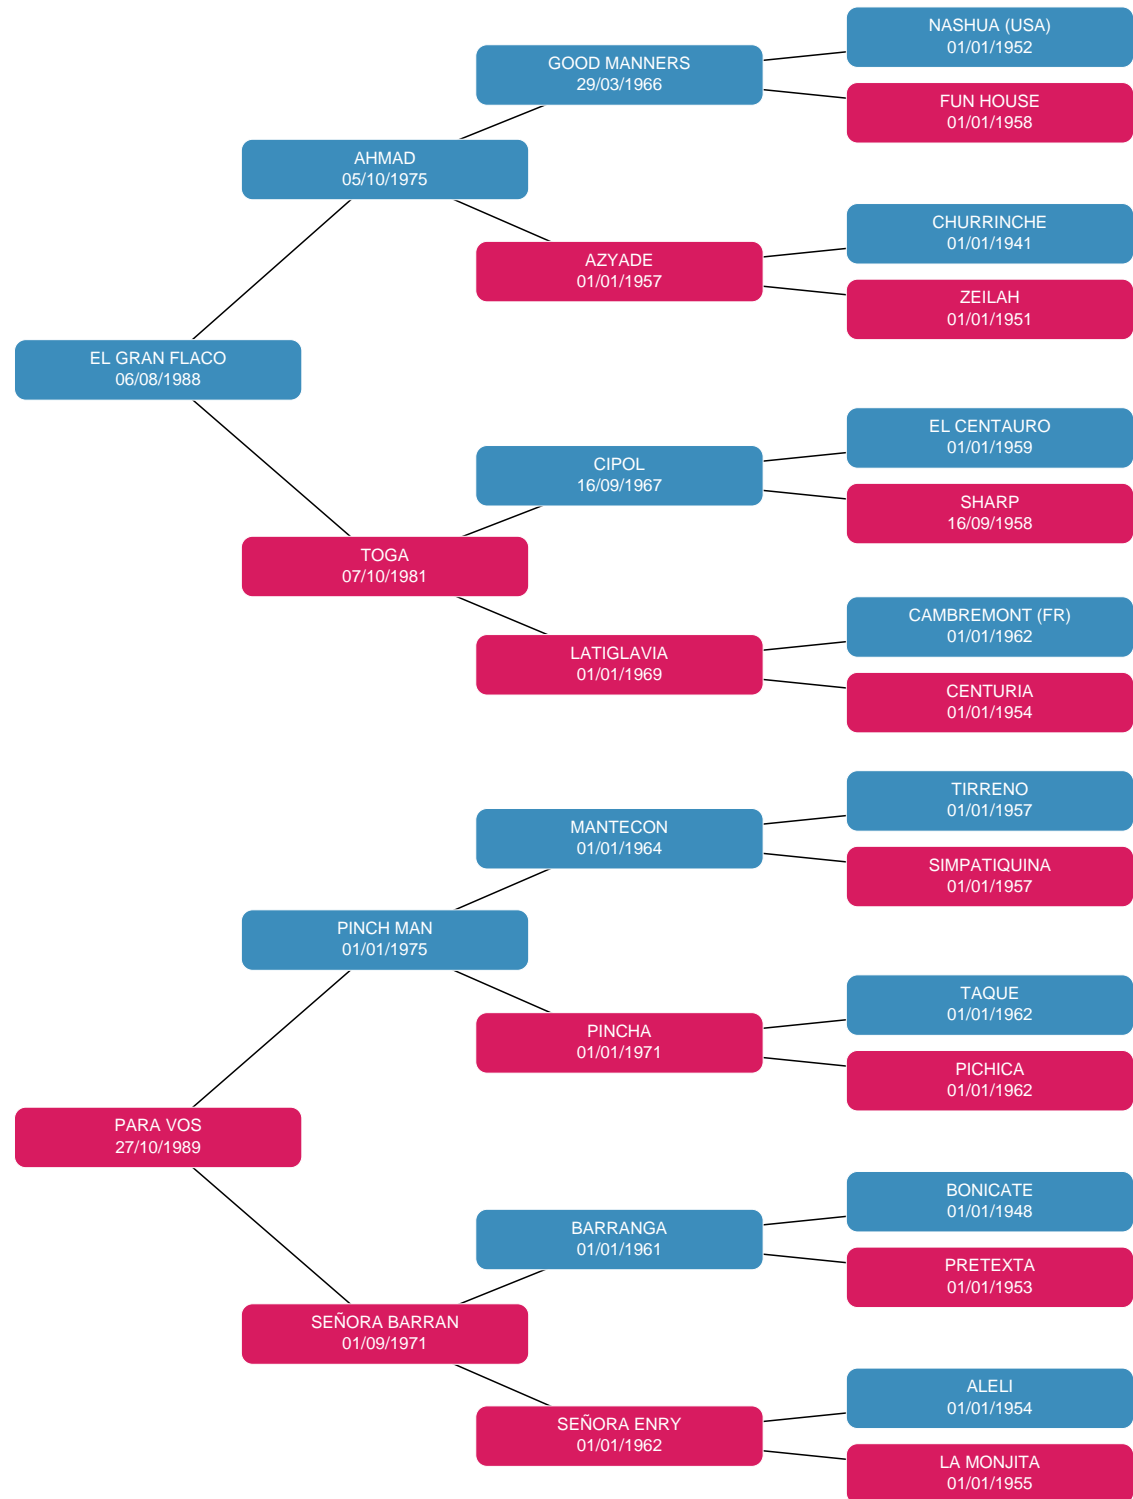 NASHUA (USA)
01/01/1952
GOOD MANNERS
29/03/1966
FUN HOUSE
01/01/1958
AHMAD
05/10/1975
CHURRINCHE
01/01/1941
AZYADE
01/01/1957
ZEILAH
01/01/1951
EL GRAN FLACO
06/08/1988
EL CENTAURO
01/01/1959
CIPOL
16/09/1967
SHARP
16/09/1958
TOGA
07/10/1981
CAMBREMONT (FR)
01/01/1962
LATIGLAVIA
01/01/1969
CENTURIA
01/01/1954
TIRRENO
01/01/1957
MANTECON
01/01/1964
SIMPATIQUINA
01/01/1957
PINCH MAN
01/01/1975
TAQUE
01/01/1962
PINCHA
01/01/1971
PICHICA
01/01/1962
PARA VOS
27/10/1989
BONICATE
01/01/1948
BARRANGA
01/01/1961
PRETEXTA
01/01/1953
SEÑORA BARRAN
01/09/1971
ALELI
01/01/1954
SEÑORA ENRY
01/01/1962
LA MONJITA
01/01/1955